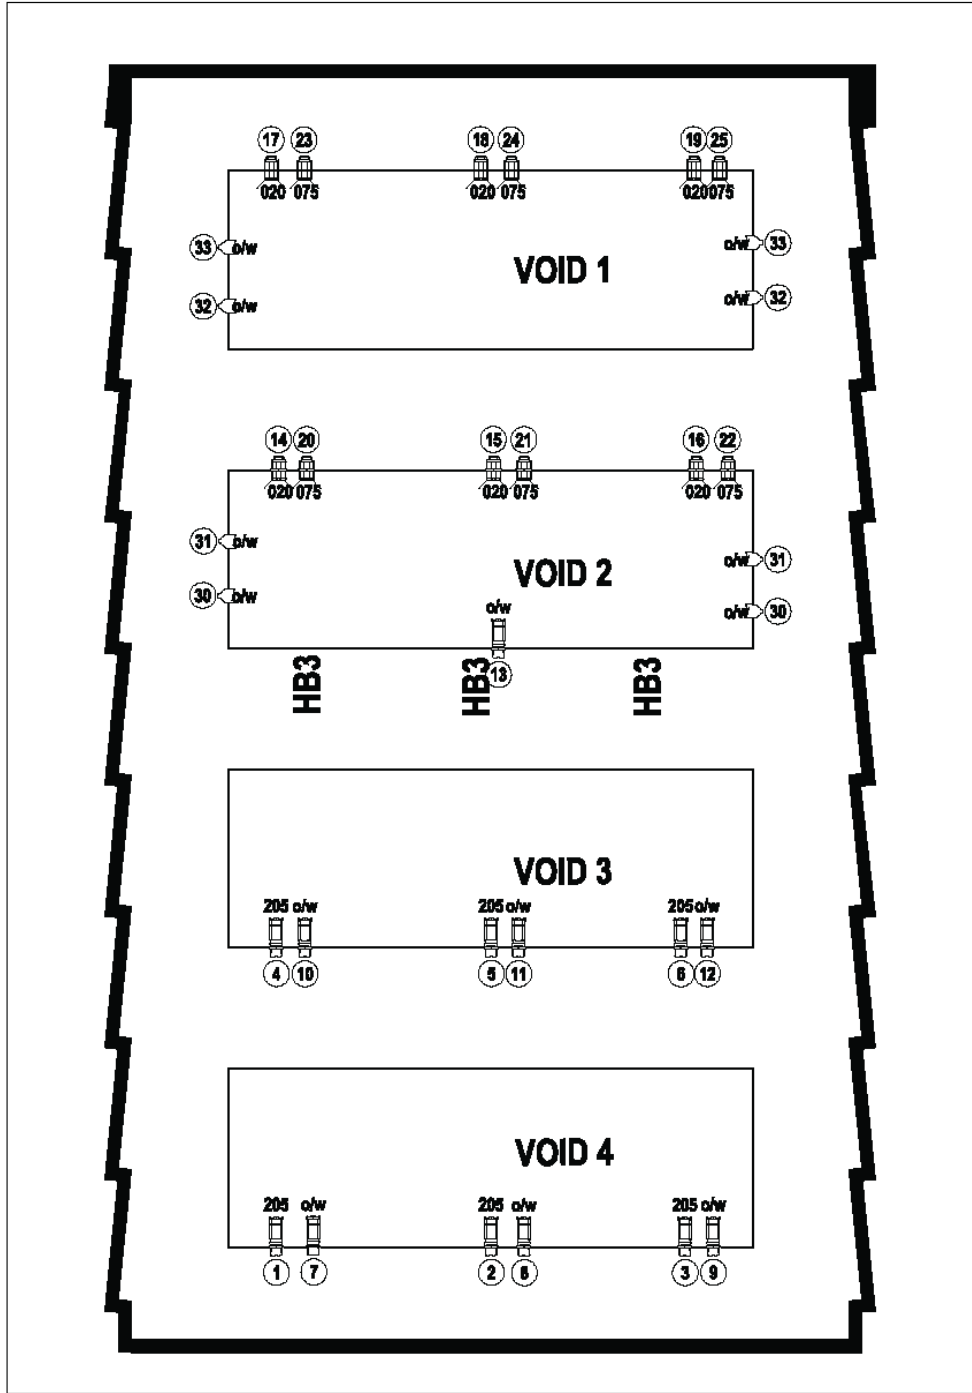 17 23 18 24 19 25
020 075 020 075 020 075
33 o/w o/w 33
VOID 1
32 o/w o/w 32
14 20 15 21 16 22
020 075 020 075 020 075
31 o/w o/w 31
VOID 2
30 o/w o/w 30
o/w
13
HB3 HB3 HB3
VOID 3
205 o/w 205 o/w 205 o/w
4 10 5 11 6 12
VOID 4
205 o/w 205 o/w 205 o/w
1 7 2 8 3 9